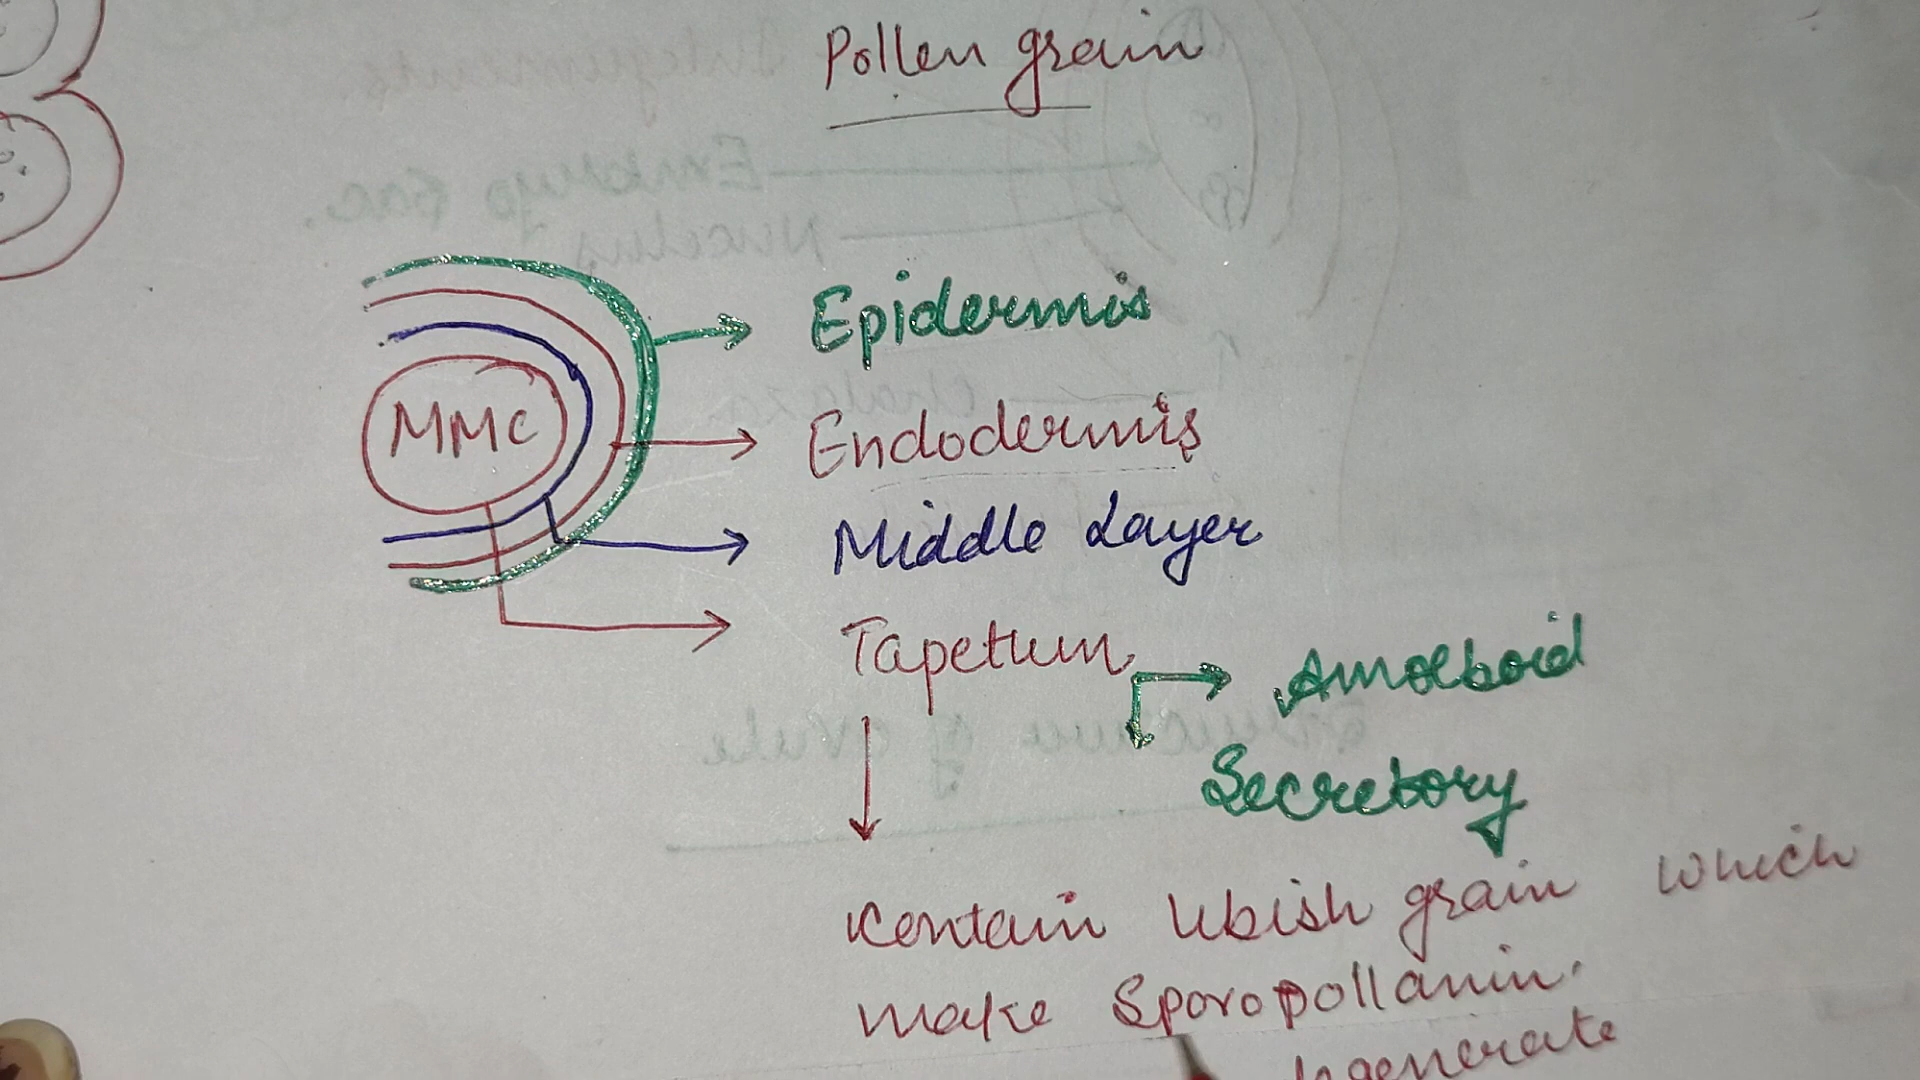 Pollen grain
Epidermis
MMC
Endodermis
Middle Layer
Tapetum
Amoeboid
Secretory
Contain Ubish grain which
make Sporopollanin.